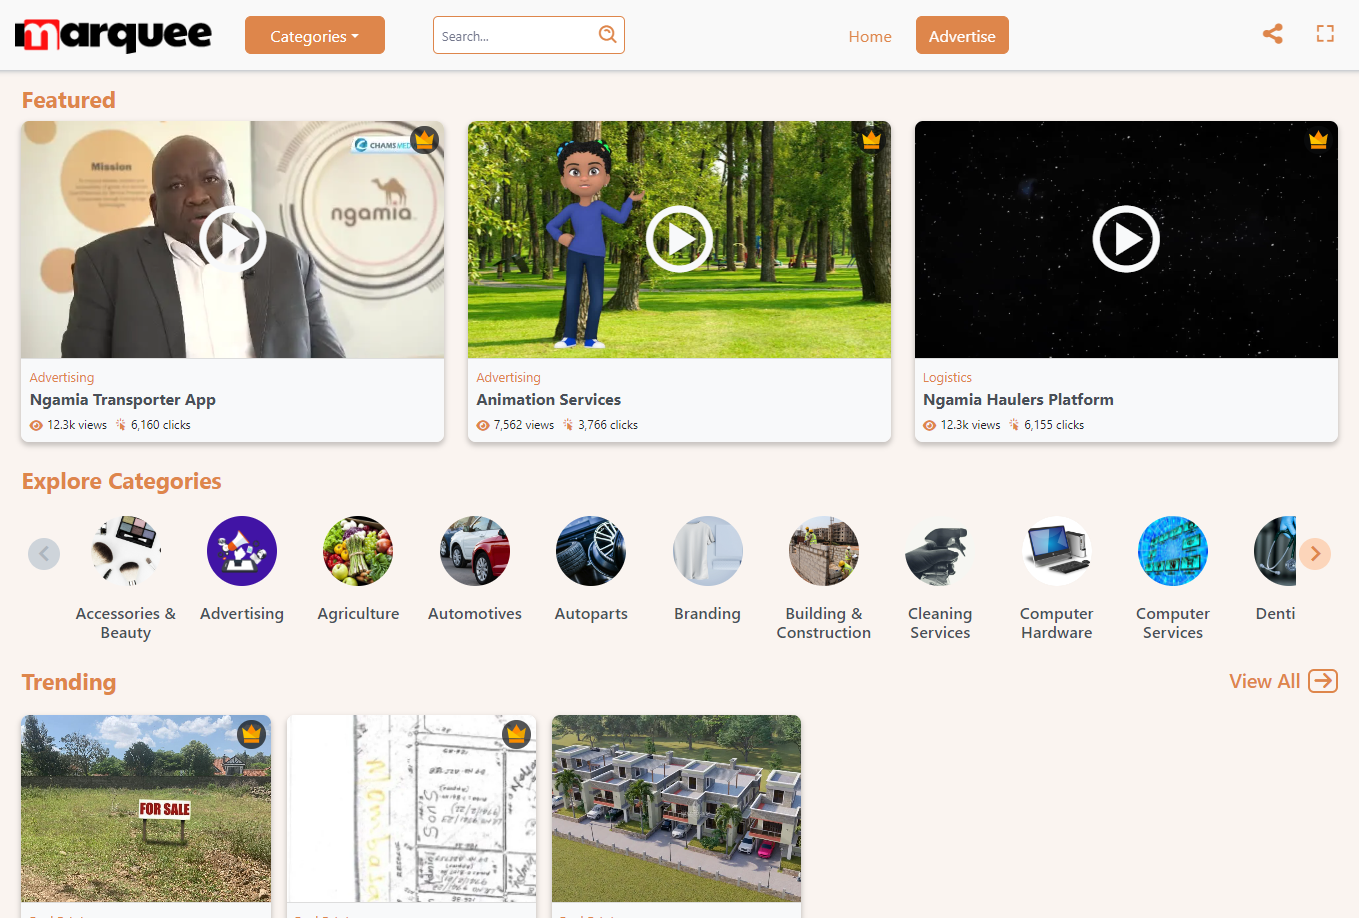 marquee
Categories
Search...
Home
Advertise
Featured
Mission
CHAMS MED
ngamia
Advertising
Ngamia Transporter App
12.3k views 6,160 clicks
Advertising
Animation Services
7,562 views 3,766 clicks
Logistics
Ngamia Haulers Platform
12.3k views 6,155 clicks
Explore Categories
Accessories &
Beauty
Advertising
Agriculture
Automotives
Autoparts
Branding
Building &
Construction
Cleaning
Services
Computer
Hardware
Computer
Services
Denti
Trending
View All
FOR SALE